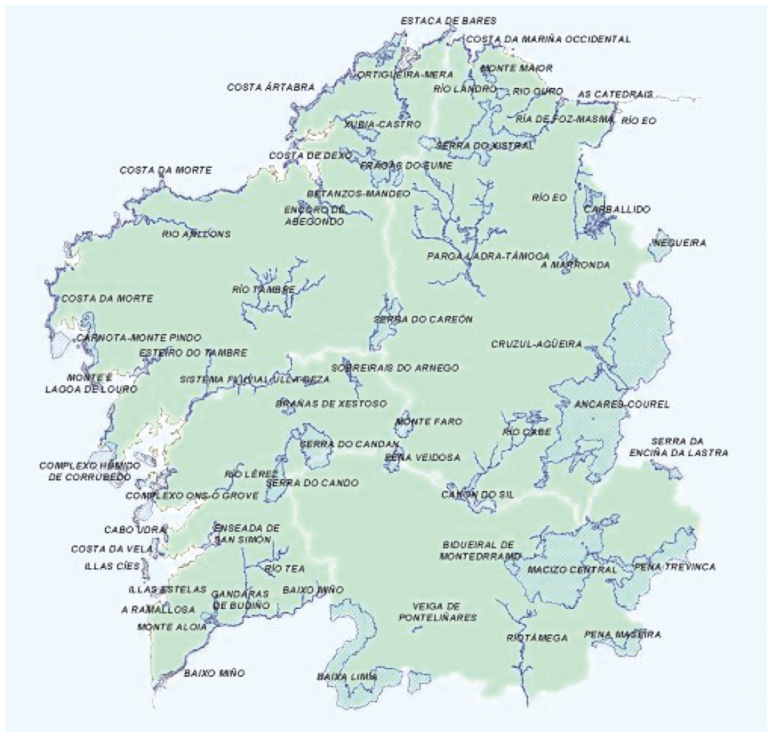 ESTACA DE BARES
COSTA DA MARIÑA OCCIDENTAL
ORTIGUEIRA-MERA
MONTE MAIOR
COSTA ÁRTABRA
RÍO LANDRO
RIO OURO
AS CATEDRAIS
XUBIA-CASTRO
RÍA DE FOZ-MASMA
RÍO EO
COSTA DE DEXO
SERRA DO XISTRAL
FRAGAS DO EUME
COSTA DA MORTE
BETANZOS-MANDEO
RÍO EO
ENCORO DE
ABEGONDO
CARBALLIDO
RIO ANLLONS
NEGUEIRA
PARGA-LADRA-TÁMOGA
A MARRONDA
RÍO TAMBRE
COSTA DA MORTE
SERRA DO CAREÓN
CARNOTA-MONTE PINDO
CRUZUL-AGÜEIRA
ESTEIRO DO TAMBRE
SOBREIRAIS DO ARNEGO
MONTE E
LAGOA DE LOURO
SISTEMA FLUVIAL ULLA-DEZA
BRAÑAS DE XESTOSO
ANCARES-COUREL
MONTE FARO
RÍO CABE
SERRA DO CANDAN
SERRA DA
ENCIÑA DA LASTRA
PENA VEIDOSA
COMPLEXO HÚMIDO
DE CORRUBEDO
RÍO LÉREZ
SERRA DO CANDO
COMPLEXO ONS-O GROVE
CANON DO SIL
CABO UDRA
ENSEADA DE
SAN SIMÓN
COSTA DA VELA
BIDUEIRAL DE
MONTEDRRAMO
ILLAS CÍES
RÍO TEA
MACIZO CENTRAL
PENA TREVINCA
ILLAS ESTELAS
GANDARAS
DE BUDIÑO
BAIXO MIÑO
A RAMALLOSA
VEIGA DE
PONTELIÑARES
MONTE ALOIA
RÍO TÁMEGA
PENA MASEIRA
BAIXO MIÑO
BAIXA LIMIA